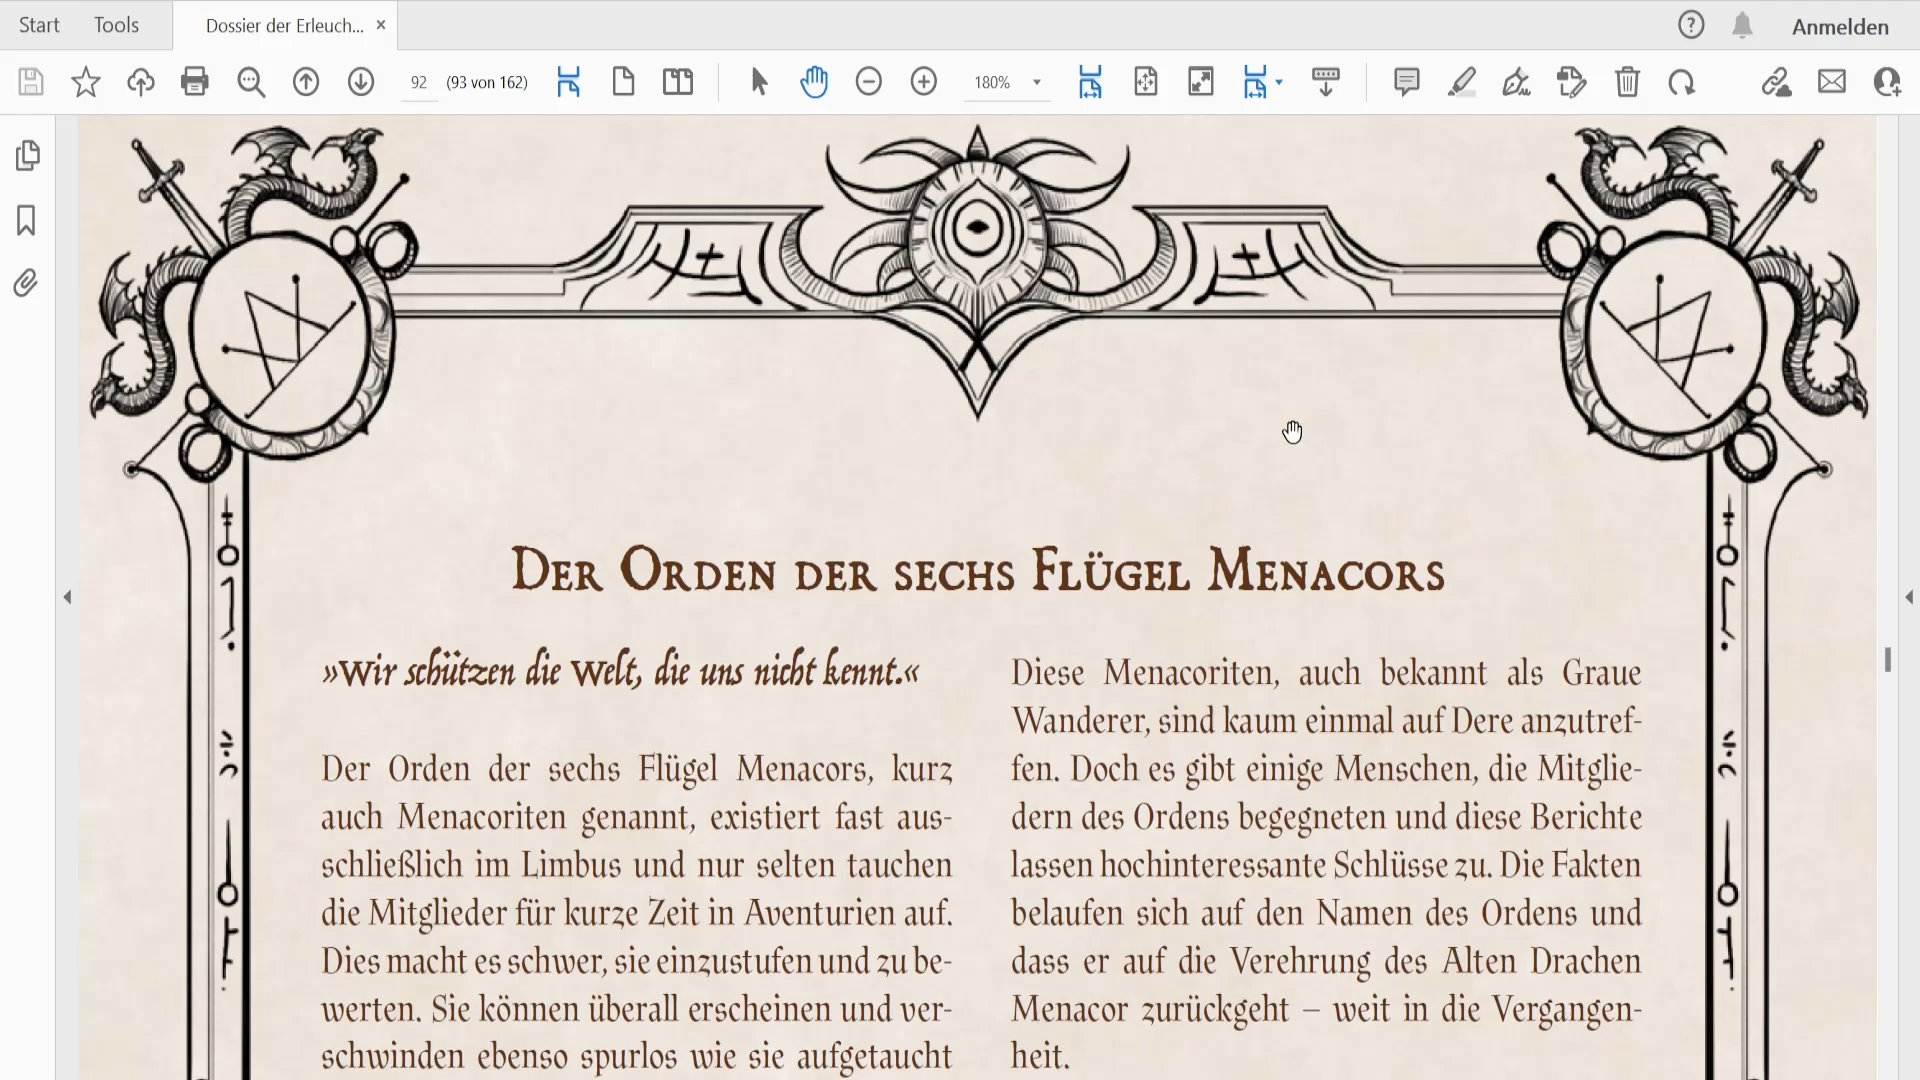 Start
Tools
Dossier der Erleuch...
Anmelden
92
(93 von 162)
180%
Der Orden der sechs Flügel Menacors
»Wir schützen die Welt, die uns nicht kennt.«
Der Orden der sechs Flügel Menacors, kurz
auch Menacoriten genannt, existiert fast aus-
schließlich im Limbus und nur selten tauchen
die Mitglieder für kurze Zeit in Aventurien auf.
Dies macht es schwer, sie einzustufen und zu be-
werten. Sie können überall erscheinen und ver-
schwinden ebenso spurlos wie sie aufgetaucht
Diese Menacoriten, auch bekannt als Graue
Wanderer, sind kaum einmal auf Dere anzutref-
fen. Doch es gibt einige Menschen, die Mitglie-
dern des Ordens begegneten und diese Berichte
lassen hochinteressante Schlüsse zu. Die Fakten
belaufen sich auf den Namen des Ordens und
dass er auf die Verehrung des Alten Drachen
Menacor zurückgeht – weit in die Vergangen-
heit.